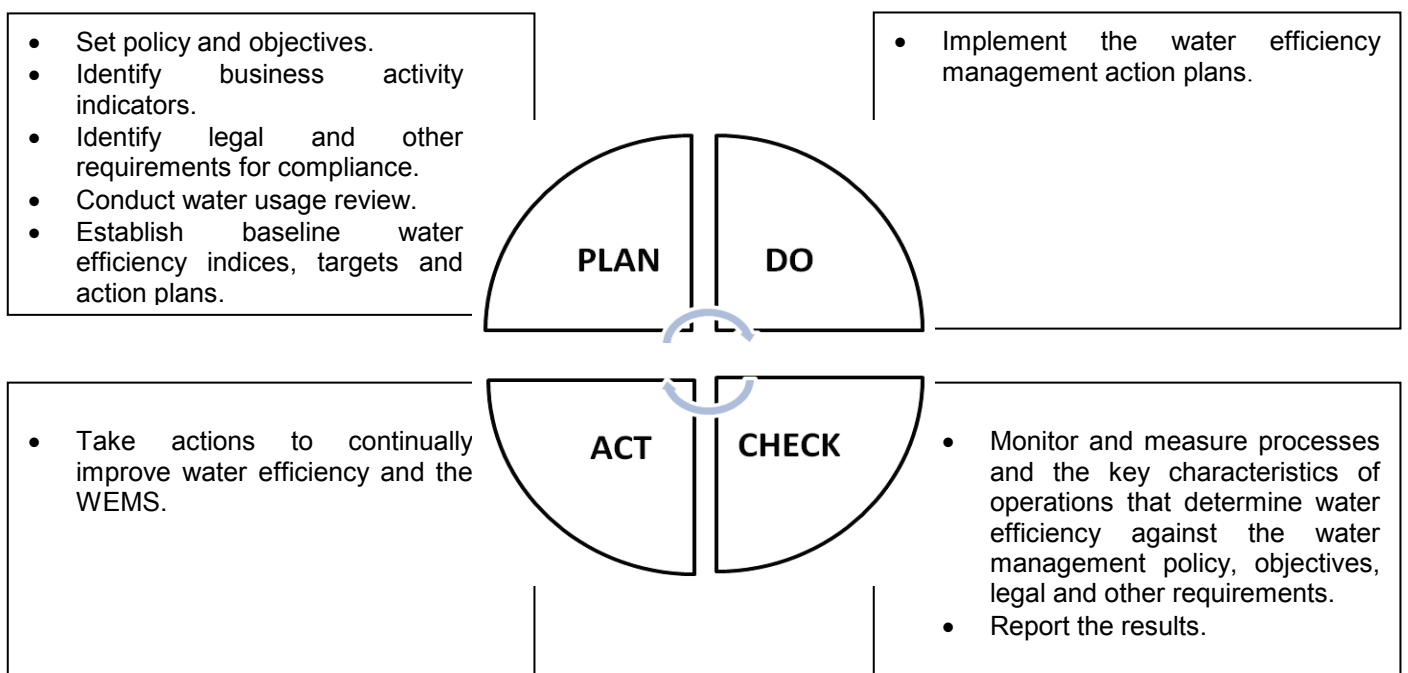 • Set policy and objectives.
• Identify business activity
indicators.
• Identify legal and other
requirements for compliance.
• Conduct water usage review.
• Establish baseline water
efficiency indices, targets and
action plans.
• Implement the water efficiency
management action plans.
PLAN
DO
ACT
CHECK
• Take actions to continually
improve water efficiency and the
WEMS.
• Monitor and measure processes
and the key characteristics of
operations that determine water
efficiency against the water
management policy, objectives,
legal and other requirements.
• Report the results.